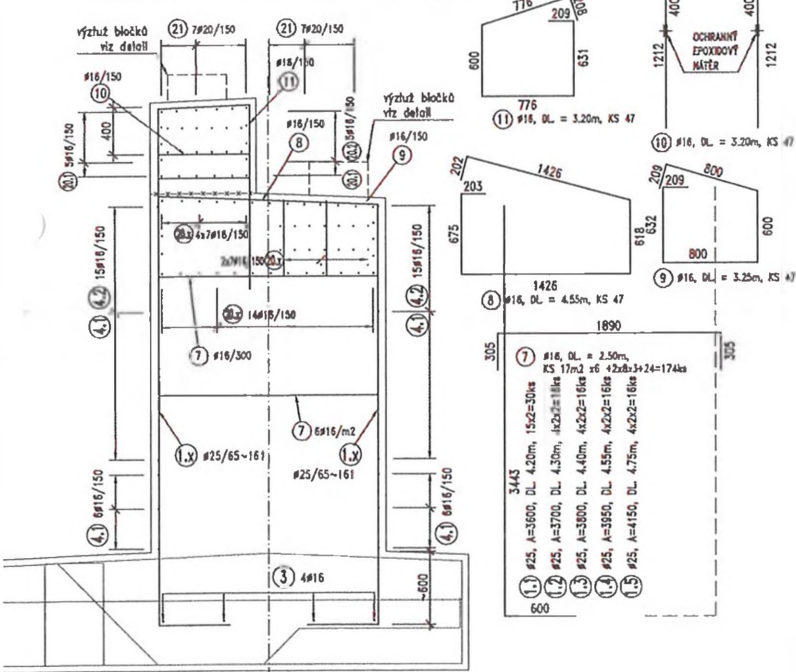 21 7ø20/150
21 7ø20/150
výztuž bločků
viz detail
ø16/150
10
400
20.1 5ø16/150
ø16/150
11
výztuž bločků
viz detail
ø16/150
8
5ø16/150
20.2
20.1
ø16/150
9
20.x 4x7ø16/150
2x7ø16/150 20.x
20.x 14ø16/150
4.2 15ø16/150
4.1
4.2 15ø16/150
4.1
7 ø16/300
7 6ø16/m2
1.x ø25/65~161
1.x
ø25/65~161
4.1 6ø16/150
4.1 6ø16/150
3 4ø16
~600
776
209
208
600
631
776
11 ø16, DL. = 3.20m, KS 47
400
400
1212
1212
OCHRANNÝ
EPOXIDOVÝ
NÁTĚR
10 ø16, DL. = 3.20m, KS 47
202
203
1426
675
618
1426
8 ø16, DL. = 4.55m, KS 47
209
209
800
632
600
800
9 ø16, DL. = 3.25m, KS 47
1890
305
305
7 ø16, DL. = 2.50m,
KS 17m2 x6 +2x8x3+24=174ks
3443
1.1 ø25, A=3600, DL. 4.20m, 15x2=30ks
1.2 ø25, A=3700, DL. 4.30m, 4x2x2=16ks
1.3 ø25, A=3800, DL. 4.40m, 4x2x2=16ks
1.4 ø25, A=3950, DL. 4.55m, 4x2x2=16ks
1.5 ø25, A=4150, DL. 4.75m, 4x2x2=16ks
600